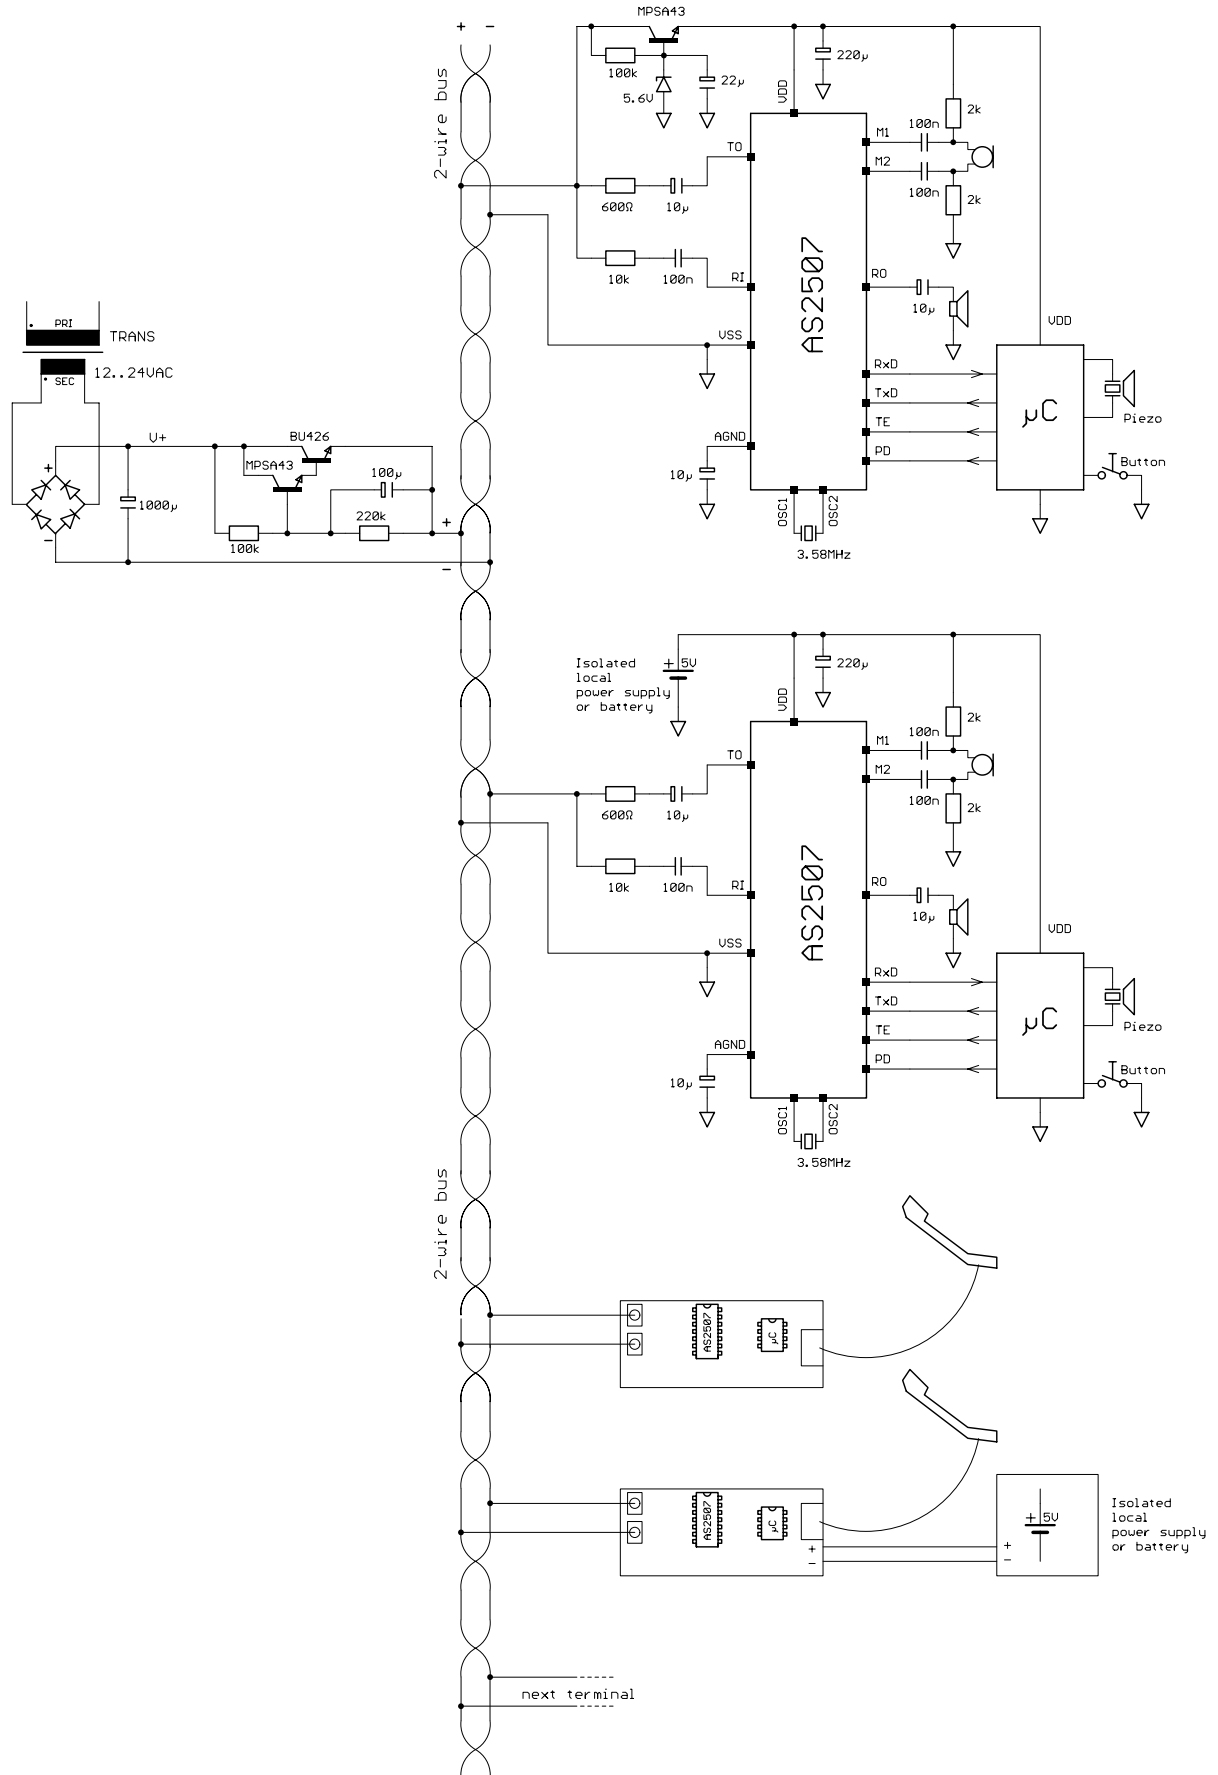 + −
2-wire bus
MPSA43
100k
5.6V
22µ
220µ
VDD
2k
100n
M1
M2
100n
2k
TO
600Ω
10µ
10k
100n
RI
VSS
AS2507
RO
10µ
VDD
RxD
TxD
TE
PD
µC
Piezo
Button
AGND
10µ
OSC1
OSC2
3.58MHz
PRI
TRANS
SEC
12..24VAC
V+
BU426
MPSA43
100µ
+
1000µ
220k
+
−
100k
−
Isolated
local
power supply
or battery
+ 5V
220µ
VDD
2k
100n
M1
M2
100n
2k
TO
600Ω
10µ
10k
100n
RI
VSS
AS2507
RO
10µ
VDD
RxD
TxD
TE
PD
µC
Piezo
Button
AGND
10µ
OSC1
OSC2
3.58MHz
2-wire bus
AS2507
µC
AS2507
µC
+
−
+ 5V
+
−
Isolated
local
power supply
or battery
next terminal